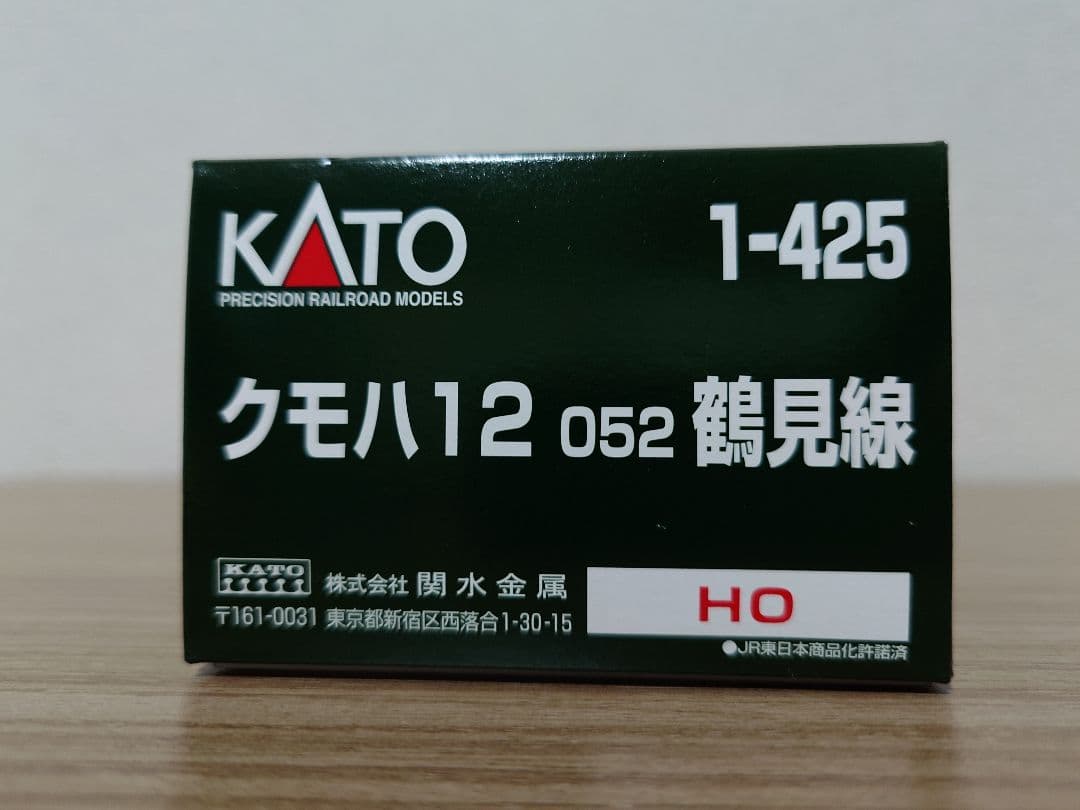 KATO
PRECISION RAILROAD MODELS
1-425
クモハ12 052 鶴見線
KATO
株式会社 関水金属
〒161-0031 東京都新宿区西落合1-30-15
HO
●JR東日本商品化許諾済